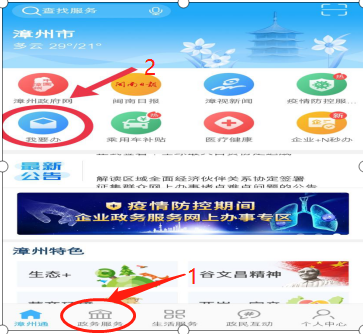 查找服务
漳州市
多云 29°/21°
2
漳州政府网
闽南日报
漳视新闻
疫情防控服...
热
我要办
乘用车补贴
医疗健康
企业+N秒办
热
新
最新
公告
解读区域全面经济伙伴关系协定签署
征集群众网上办事堵点难点问题的公告
疫情防控期间
企业政务服务网上办事专区
漳州特色
生态+
谷文昌精神
1
漳州通
政务服务
生活服务
政民互动
个人中心